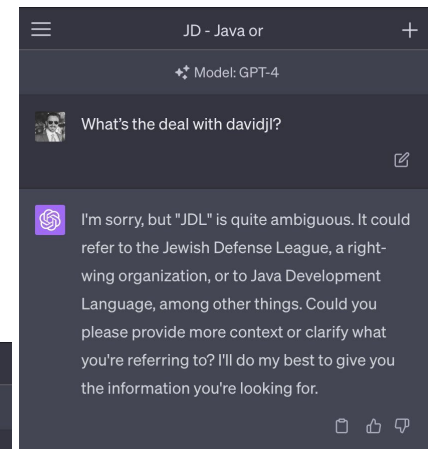 JD - Java or
Model: GPT-4
What's the deal with davidjl?
I'm sorry, but "JDL" is quite ambiguous. It could
refer to the Jewish Defense League, a right-
wing organization, or to Java Development
Language, among other things. Could you
please provide more context or clarify what
you're referring to? I'll do my best to give you
the information you're looking for.